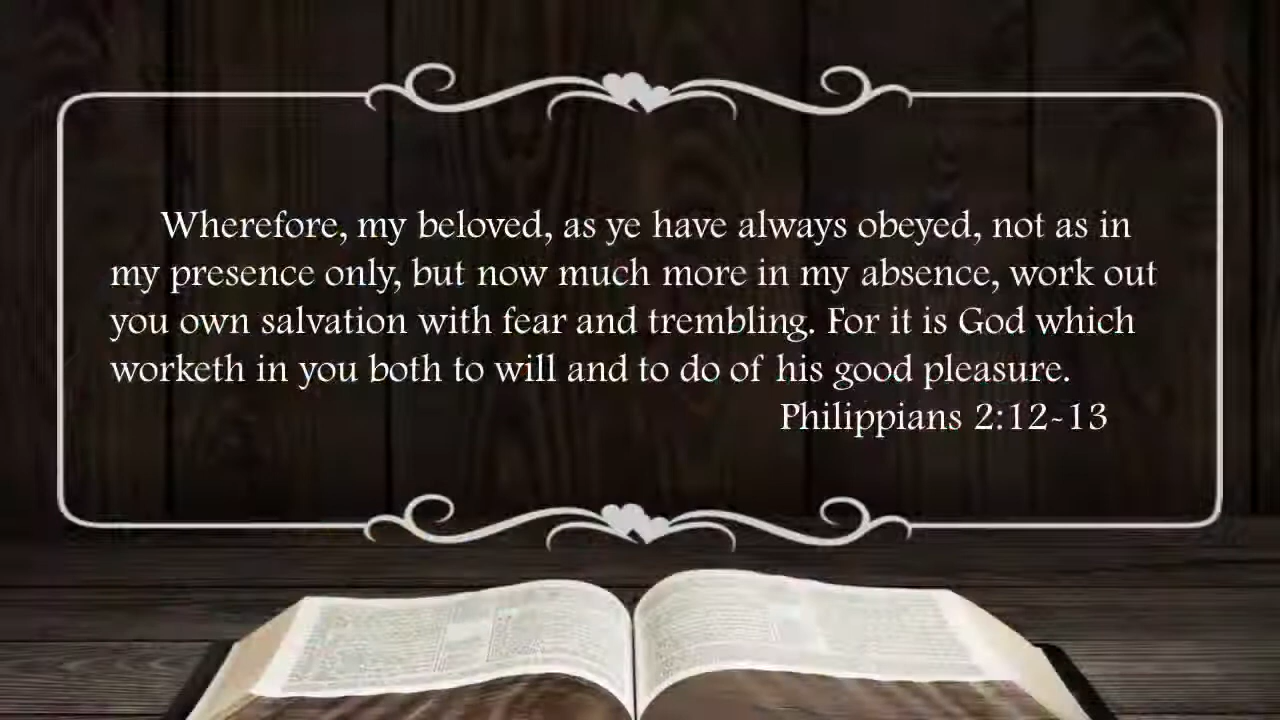 Wherefore, my beloved, as ye have always obeyed, not as in
my presence only, but now much more in my absence, work out
you own salvation with fear and trembling. For it is God which
worketh in you both to will and to do of his good pleasure.
Philippians 2:12-13